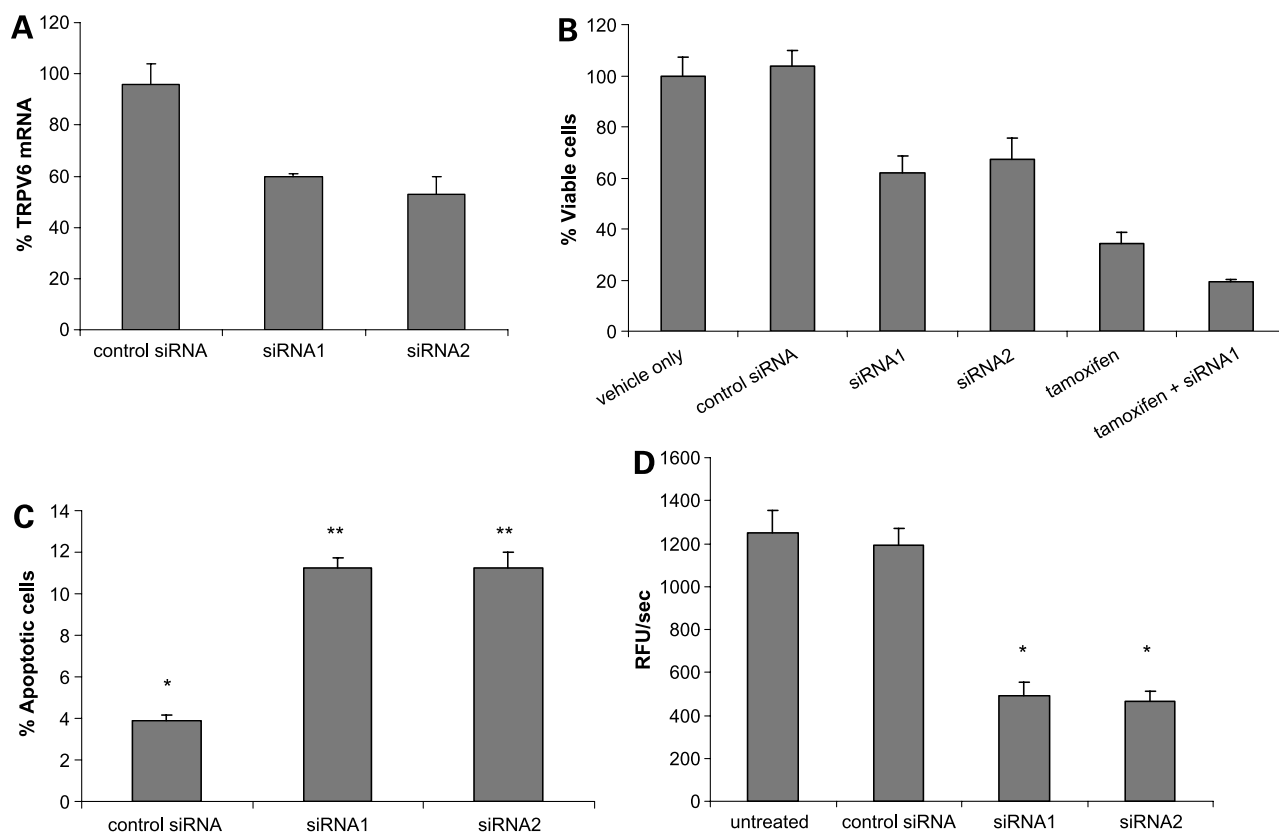 A
% TRPV6 mRNA
120
100
80
60
40
20
0
control siRNA siRNA1 siRNA2
B
% Viable cells
120
100
80
60
40
20
0
vehicle only control siRNA siRNA1 siRNA2 tamoxifen tamoxifen + siRNA1
C
% Apoptotic cells
14
12
10
8
6
4
2
0
* ** **
control siRNA siRNA1 siRNA2
D
RFU/sec
1600
1400
1200
1000
800
600
400
200
0
* *
untreated control siRNA siRNA1 siRNA2